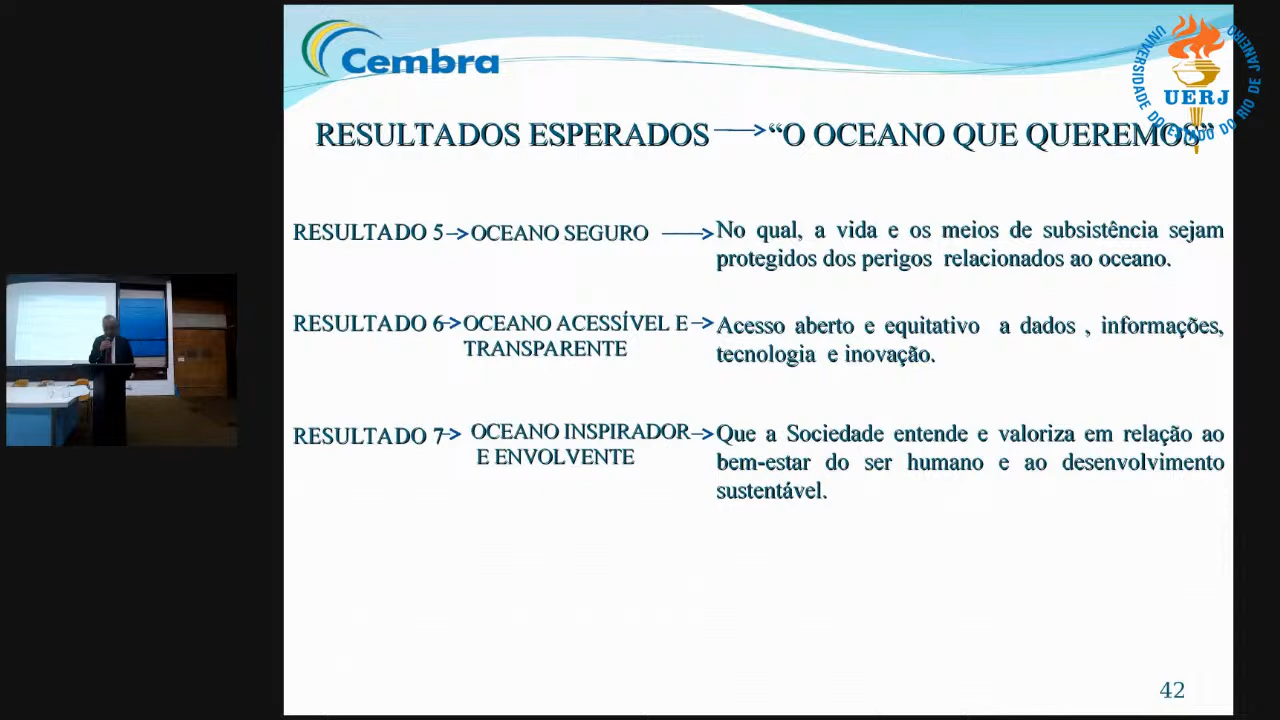 Cembra
UNIVERSIDADE DO ESTADO DO RIO DE JANEIRO
UERJ
RESULTADOS ESPERADOS → “O OCEANO QUE QUEREMOS”
RESULTADO 5 → OCEANO SEGURO → No qual, a vida e os meios de subsistência sejam
protegidos dos perigos relacionados ao oceano.
RESULTADO 6 → OCEANO ACESSÍVEL E → Acesso aberto e equitativo a dados , informações,
TRANSPARENTE tecnologia e inovação.
RESULTADO 7 → OCEANO INSPIRADOR → Que a Sociedade entende e valoriza em relação ao
E ENVOLVENTE bem-estar do ser humano e ao desenvolvimento
sustentável.
42